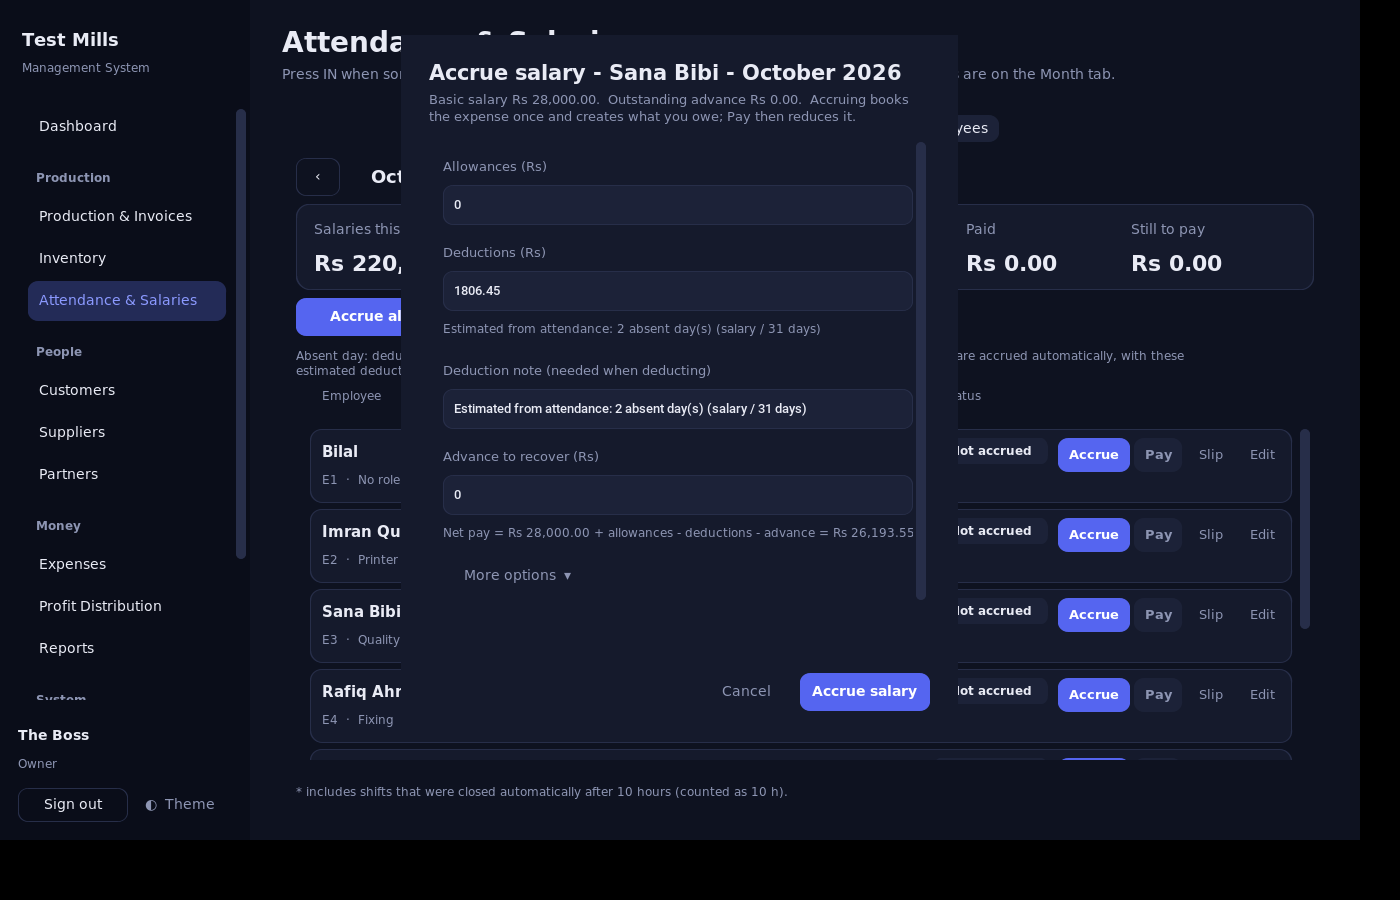 Test Mills
Management System
Dashboard
Production
Production & Invoices
Inventory
Attendance & Salaries
People
Customers
Suppliers
Partners
Money
Expenses
Profit Distribution
Reports
System
The Boss
Owner
Sign out
◐ Theme
Press IN when
are on the Month tab.
‹
Salaries this
Rs 220,
Paid
Rs 0.00
Still to pay
Rs 0.00
Absent day:
are accrued automatically, with these
estimated
Employee
Bilal
E1 · No role
accrued
Accrue
Pay
Slip
Edit
Imran
E2 · Printer
accrued
Accrue
Pay
Slip
Edit
Sana Bibi
E3 · Quality
accrued
Accrue
Pay
Slip
Edit
Rafiq
E4 · Fixing
accrued
Accrue
Pay
Slip
Edit
* includes shifts that were closed automatically after 10 hours (counted as 10 h).
Accrue salary - Sana Bibi - October 2026
Basic salary Rs 28,000.00. Outstanding advance Rs 0.00. Accruing books
the expense once and creates what you owe; Pay then reduces it.
Allowances (Rs)
0
Deductions (Rs)
1806.45
Estimated from attendance: 2 absent day(s) (salary / 31 days)
Deduction note (needed when deducting)
Estimated from attendance: 2 absent day(s) (salary / 31 days)
Advance to recover (Rs)
0
Net pay = Rs 28,000.00 + allowances - deductions - advance = Rs 26,193.55
More options ▾
Cancel
Accrue salary